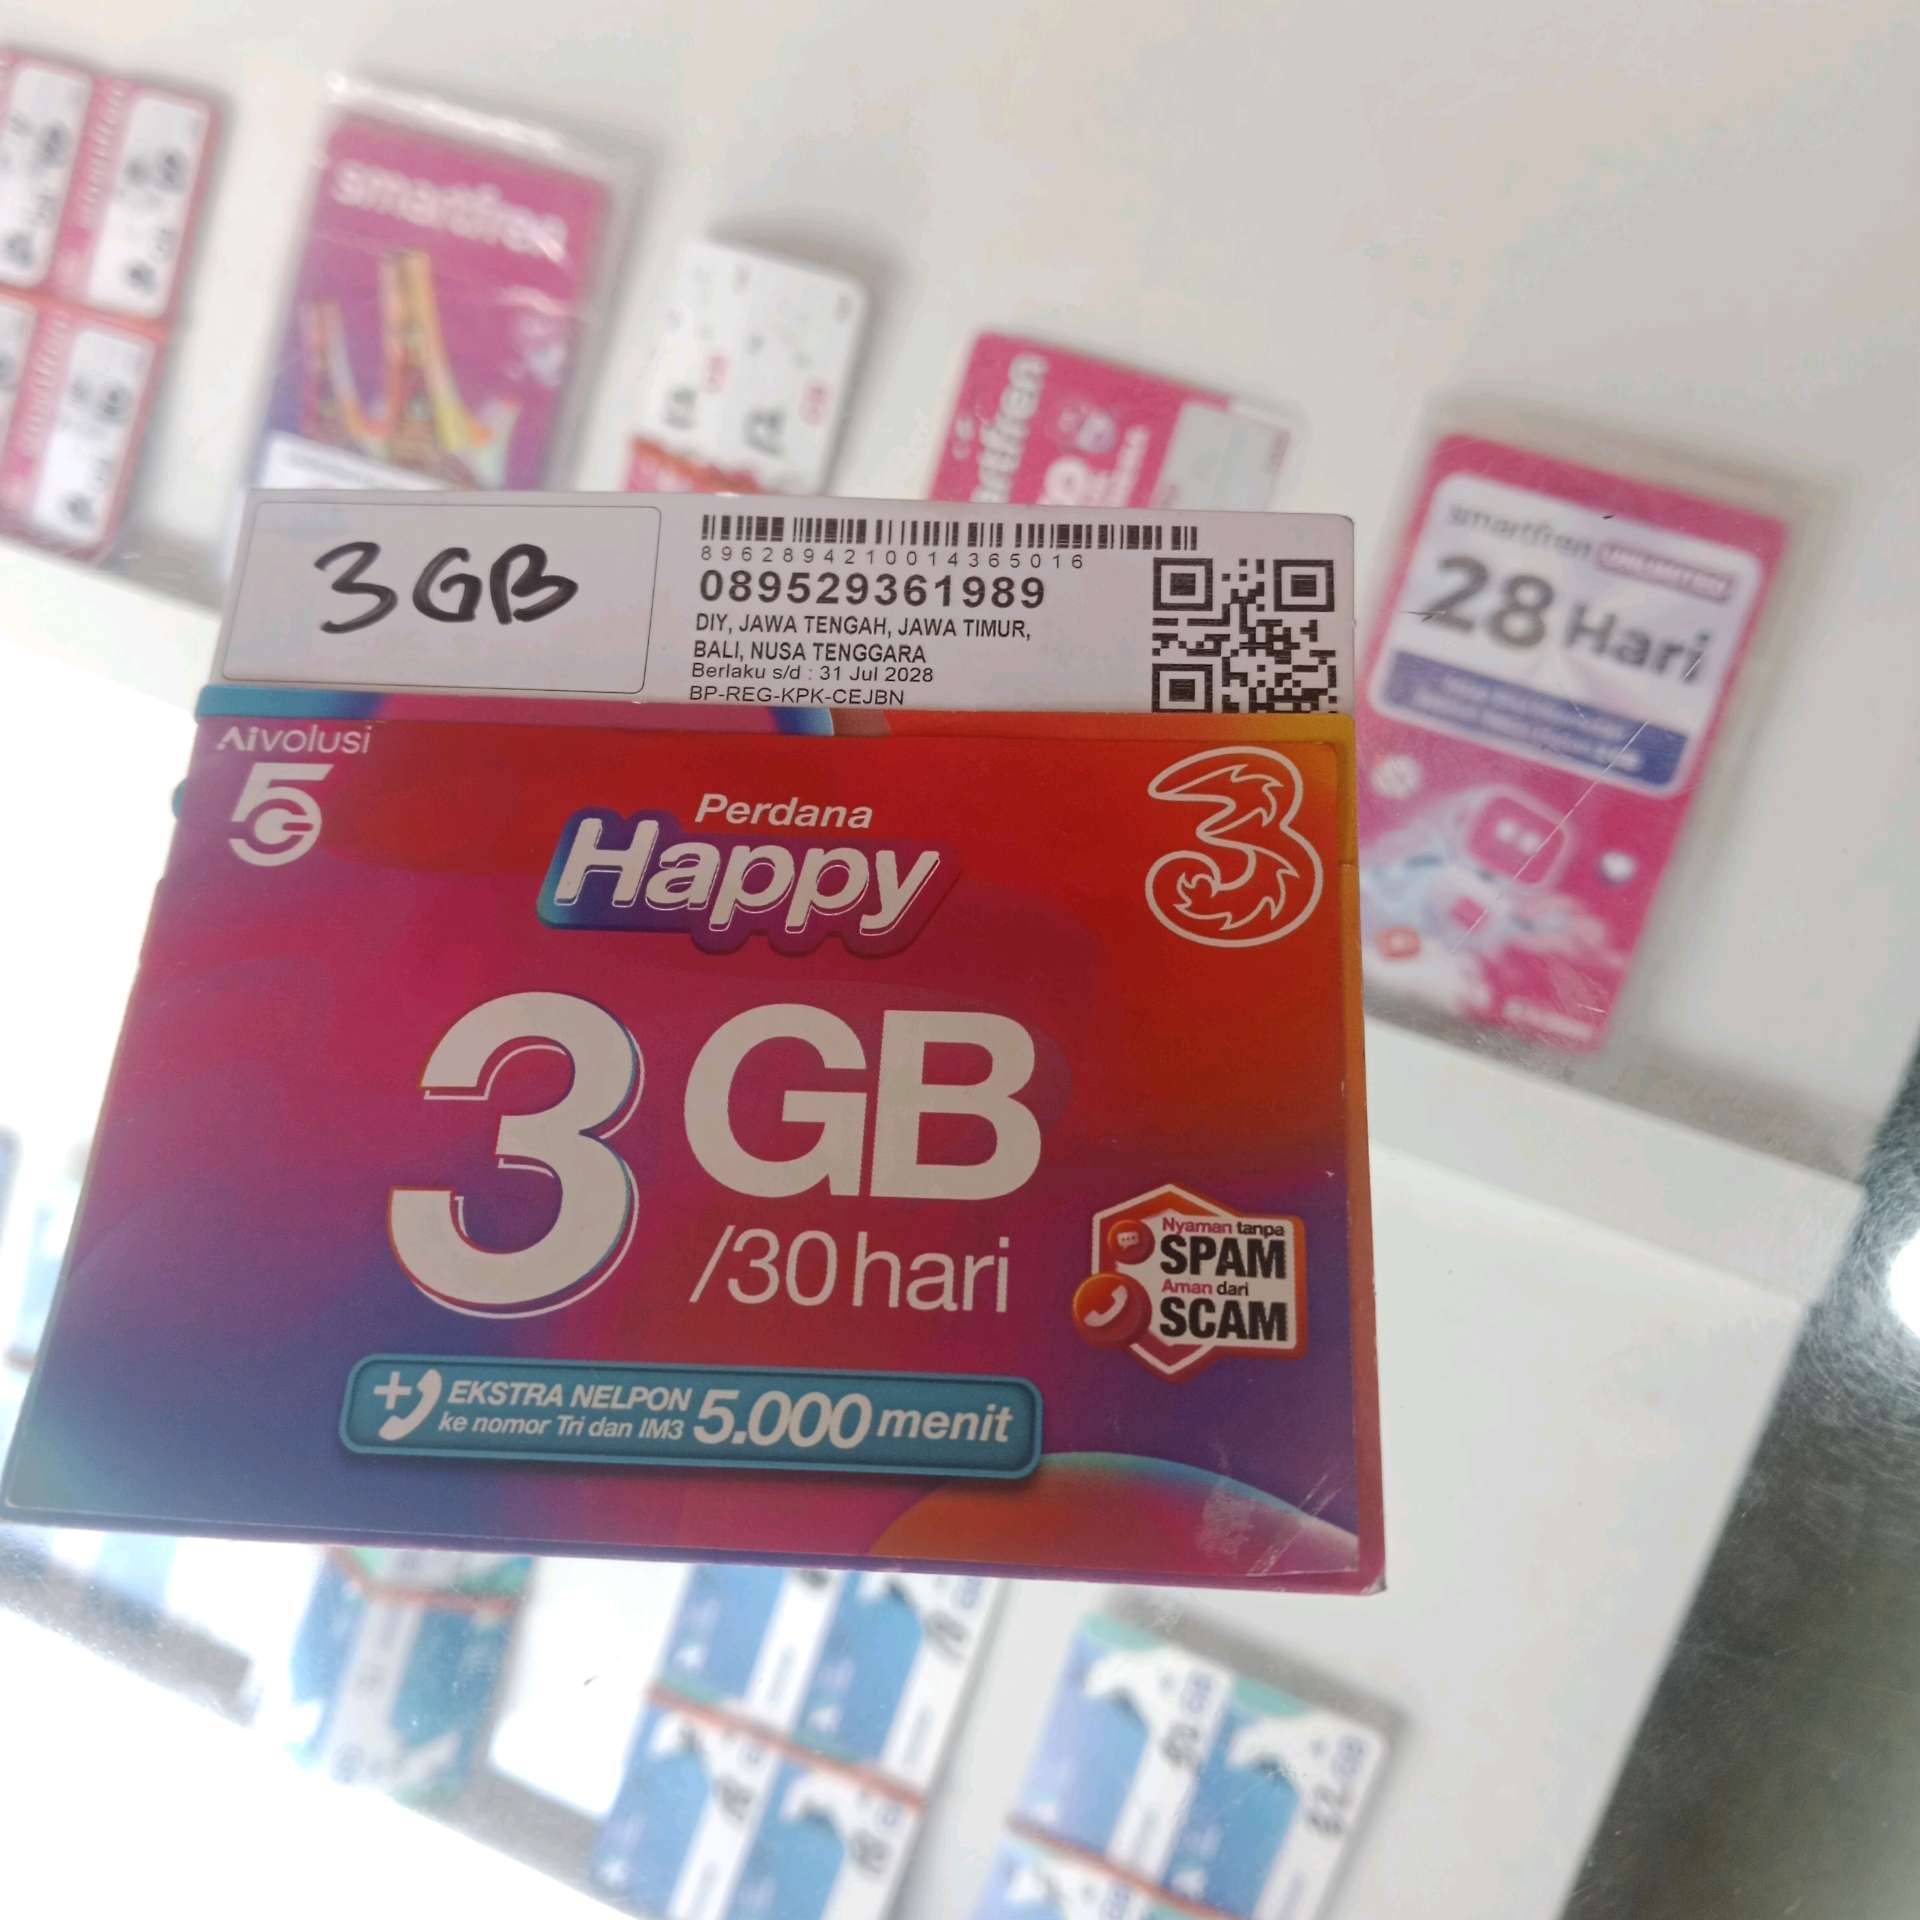 smartfren
smartfren
UNLIMITED
28 Hari
3GB
8962894210014365016
089529361989
DIY, JAWA TENGAH, JAWA TIMUR,
BALI, NUSA TENGGARA
Berlaku s/d : 31 Jul 2028
BP-REG-KPK-CEJBN
Aivolusi
5G
Perdana
Happy
3
3 GB
/30 hari
Nyaman tanpa
SPAM
Aman dari
SCAM
+ EKSTRA NELPON
ke nomor Tri dan IM3
5.000 menit